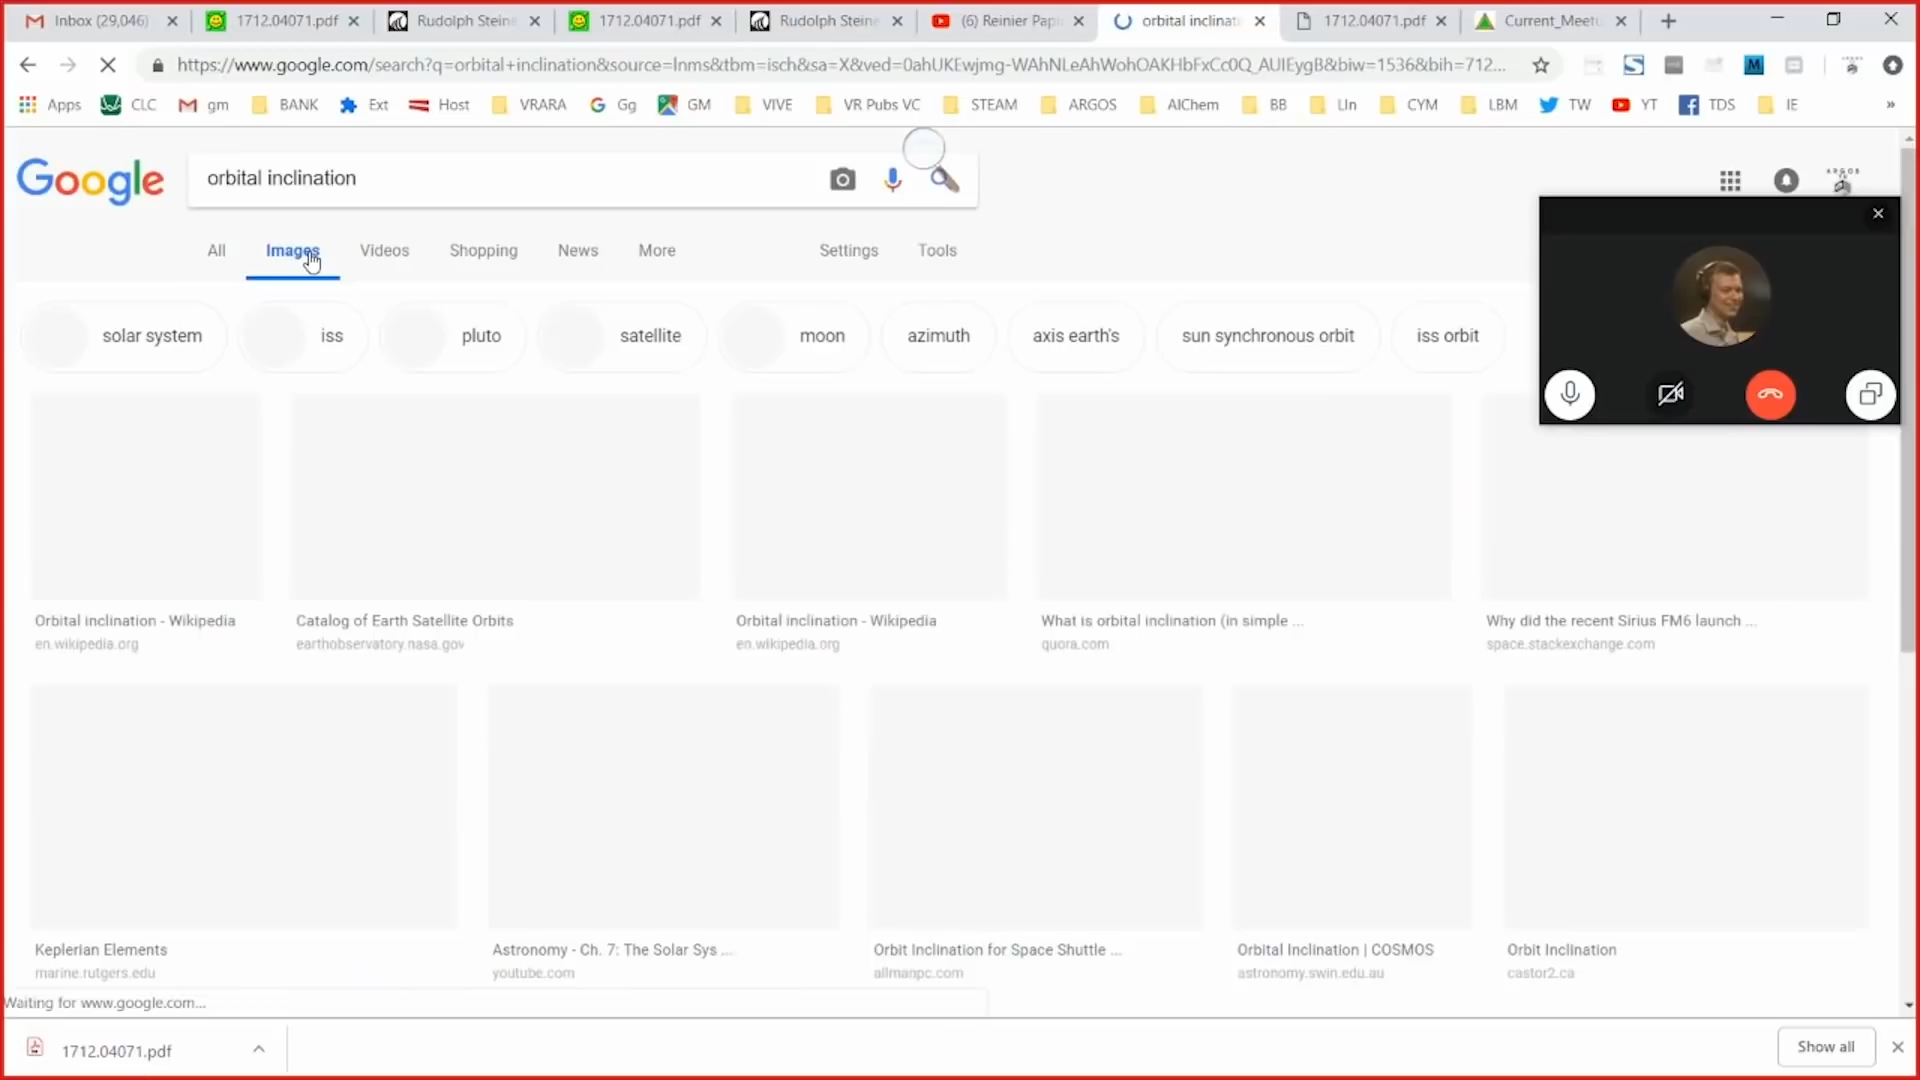 Inbox (29,046)
1712.04071.pdf
Rudolph Stein
1712.04071.pdf
Rudolph Steine
(6) Reinier Pap
orbital inclinat
1712.04071.pdf
Current_Meetu
https://www.google.com/search?q=orbital+inclination&source=lnms&tbm=isch&sa=X&ved=0ahUKEwjmg-WAhNLeAhWohOAKHbFxCc0Q_AUIEygB&biw=1536&bih=712...
Apps CLC gm BANK Ext Host VRARA Gg GM VIVE VR Pubs VC STEAM ARGOS AIChem BB LIn CYM LBM TW YT TDS IE »
Google
orbital inclination
ARGOS
All Images Videos Shopping News More Settings Tools
solar system iss pluto satellite moon azimuth axis earth's sun synchronous orbit iss orbit
Orbital inclination - Wikipedia
en.wikipedia.org
Catalog of Earth Satellite Orbits
earthobservatory.nasa.gov
Orbital inclination - Wikipedia
en.wikipedia.org
What is orbital inclination (in simple ...
quora.com
Why did the recent Sirius FM6 launch ...
space.stackexchange.com
Keplerian Elements
marine.rutgers.edu
Astronomy - Ch. 7: The Solar Sys ...
youtube.com
Orbit Inclination for Space Shuttle ...
allmanpc.com
Orbital Inclination | COSMOS
astronomy.swin.edu.au
Orbit Inclination
castor2.ca
Waiting for www.google.com...
1712.04071.pdf
Show all